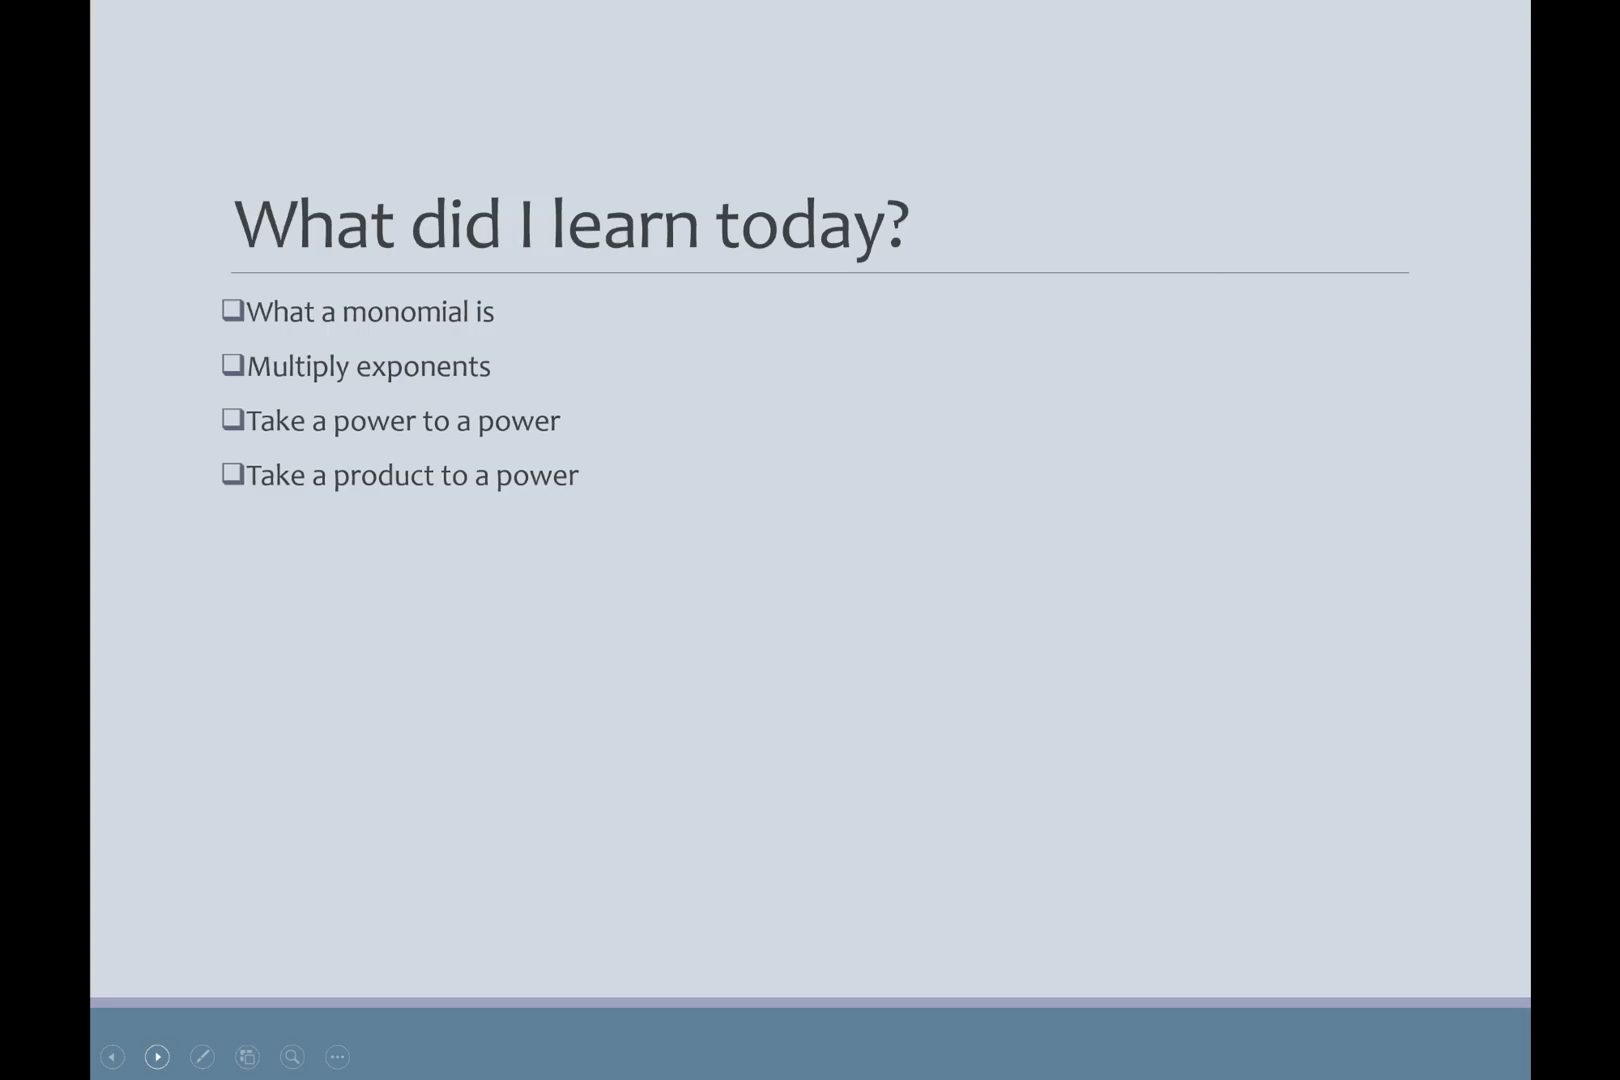 What did I learn today?
What a monomial is
Multiply exponents
Take a power to a power
Take a product to a power